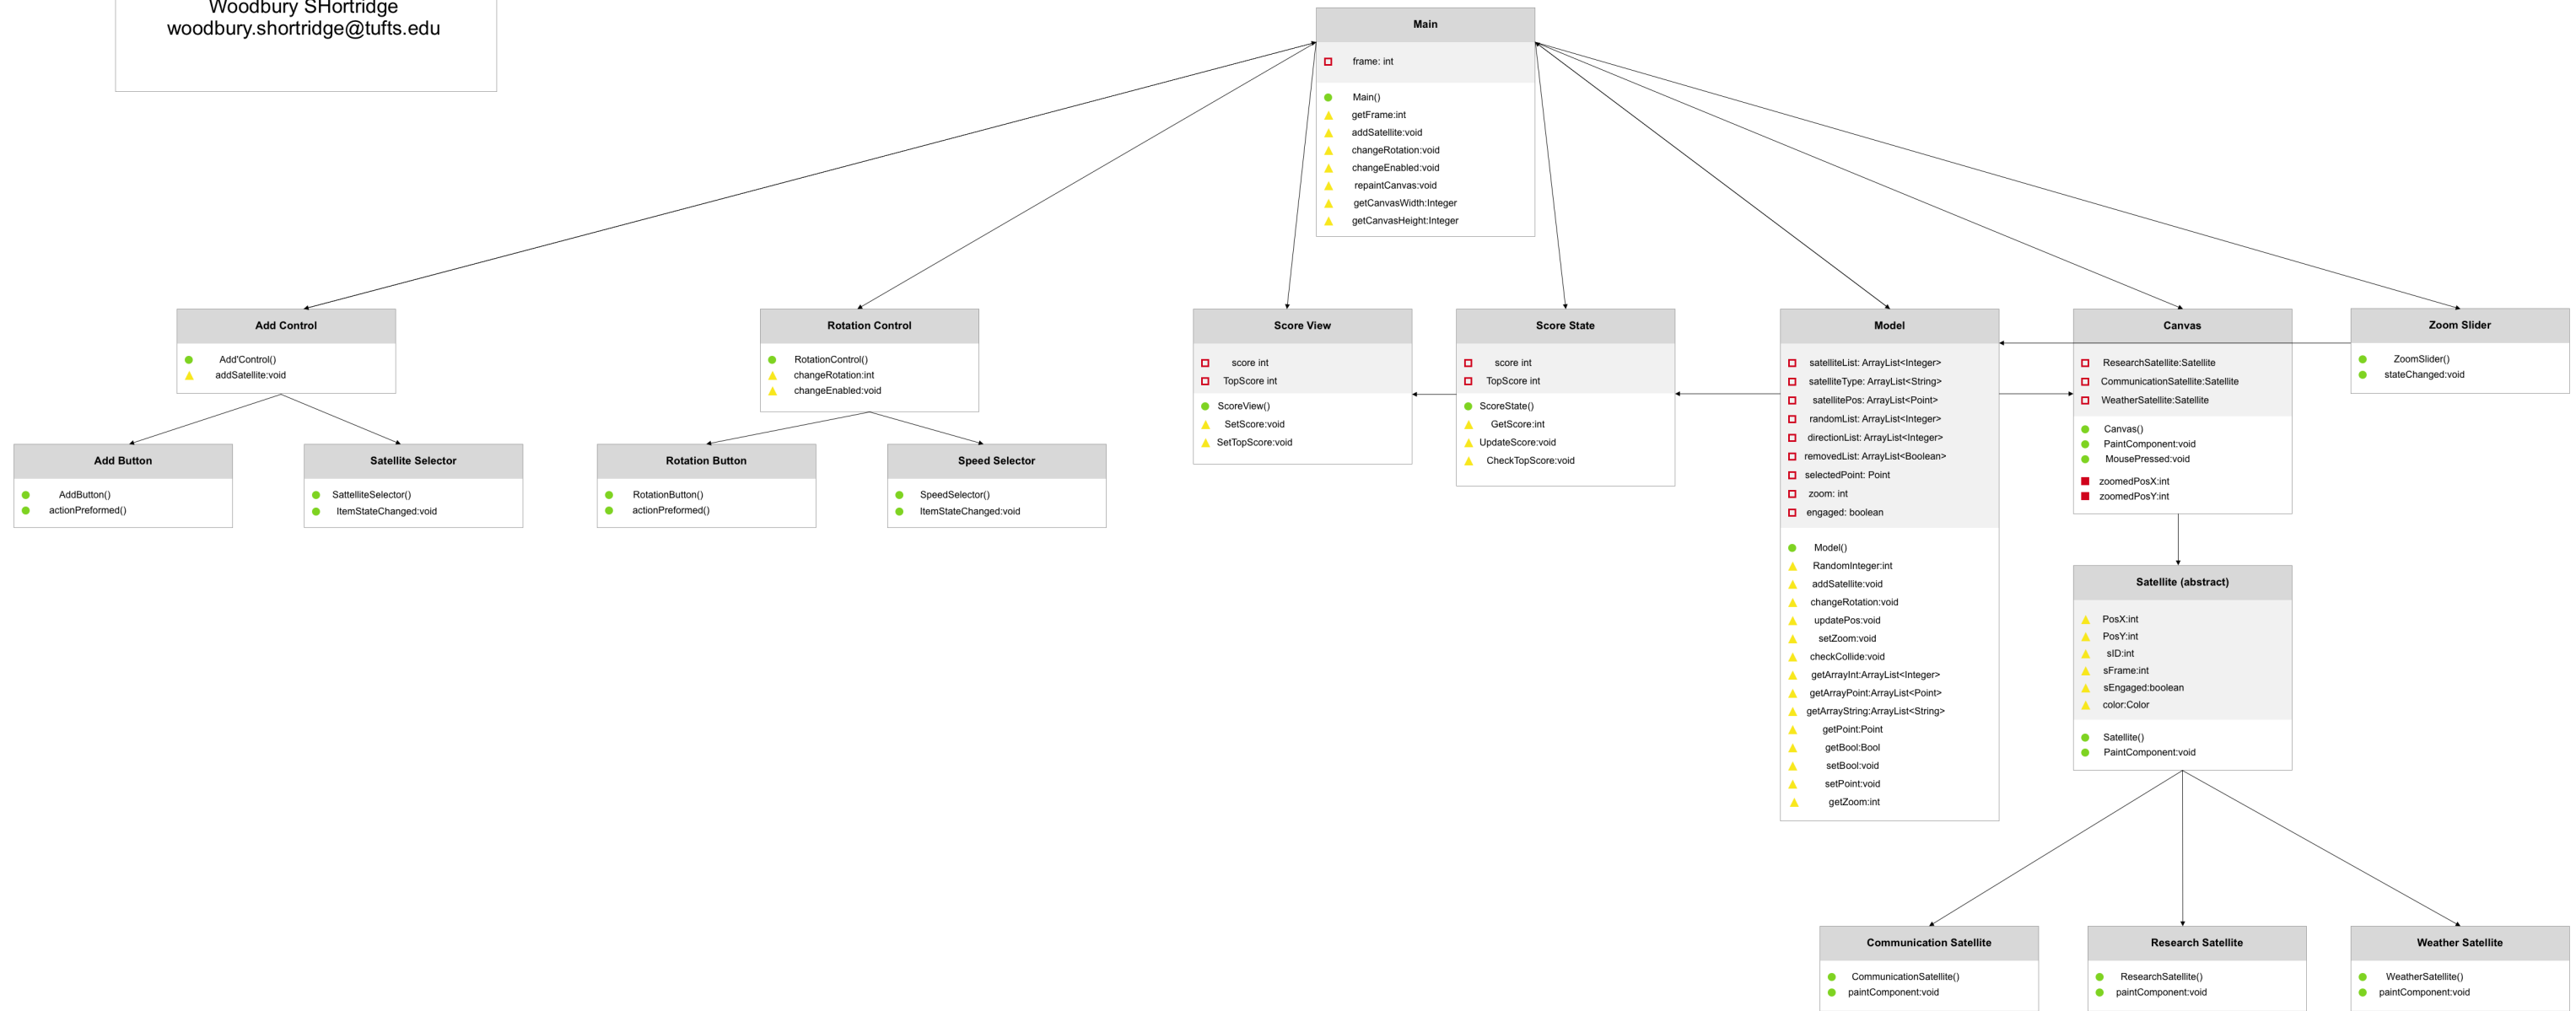 Woodbury SHortridge
woodbury.shortridge@tufts.edu
Main
frame: int
Main()
getFrame:int
addSatellite:void
changeRotation:void
changeEnabled:void
repaintCanvas:void
getCanvasWidth:Integer
getCanvasHeight:Integer
Add Control
Add'Control()
addSatellite:void
Rotation Control
RotationControl()
changeRotation:int
changeEnabled:void
Score View
score int
TopScore int
ScoreView()
SetScore:void
SetTopScore:void
Score State
score int
TopScore int
ScoreState()
GetScore:int
UpdateScore:void
CheckTopScore:void
Model
satelliteList: ArrayList<Integer>
satelliteType: ArrayList<String>
satellitePos: ArrayList<Point>
randomList: ArrayList<Integer>
directionList: ArrayList<Integer>
removedList: ArrayList<Boolean>
selectedPoint: Point
zoom: int
engaged: boolean
Model()
RandomInteger:int
addSatellite:void
changeRotation:void
updatePos:void
setZoom:void
checkCollide:void
getArrayInt:ArrayList<Integer>
getArrayPoint:ArrayList<Point>
getArrayString:ArrayList<String>
getPoint:Point
getBool:Bool
setBool:void
setPoint:void
getZoom:int
Canvas
ResearchSatellite:Satellite
CommunicationSatellite:Satellite
WeatherSatellite:Satellite
Canvas()
PaintComponent:void
MousePressed:void
zoomedPosX:int
zoomedPosY:int
Zoom Slider
ZoomSlider()
stateChanged:void
Add Button
AddButton()
actionPreformed()
Satellite Selector
SattelliteSelector()
ItemStateChanged:void
Rotation Button
RotationButton()
actionPreformed()
Speed Selector
SpeedSelector()
ItemStateChanged:void
Satellite (abstract)
PosX:int
PosY:int
sID:int
sFrame:int
sEngaged:boolean
color:Color
Satellite()
PaintComponent:void
Communication Satellite
CommunicationSatellite()
paintComponent:void
Research Satellite
ResearchSatellite()
paintComponent:void
Weather Satellite
WeatherSatellite()
paintComponent:void